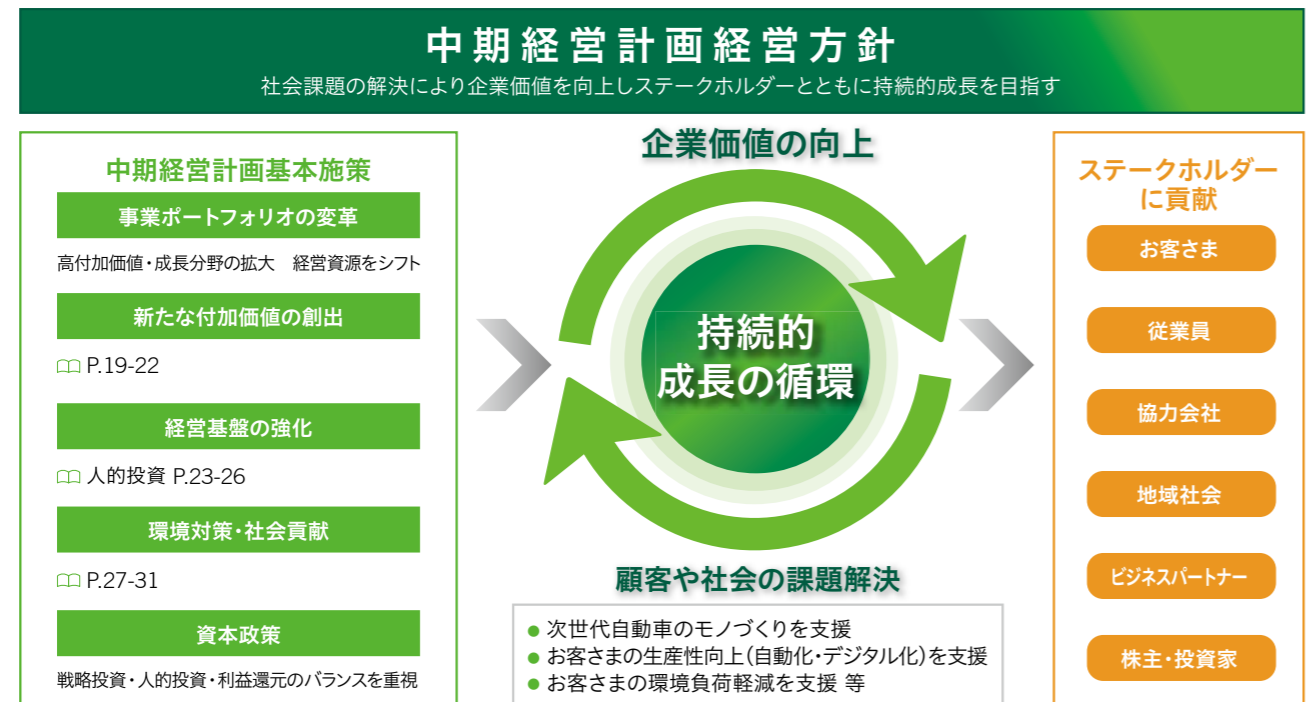 中期経営計画経営方針
社会課題の解決により企業価値を向上しステークホルダーとともに持続的成長を目指す
中期経営計画基本施策
事業ポートフォリオの変革
高付加価値・成長分野の拡大　経営資源をシフト
新たな付加価値の創出
P.19-22
経営基盤の強化
人的投資 P.23-26
環境対策・社会貢献
P.27-31
資本政策
戦略投資・人的投資・利益還元のバランスを重視
企業価値の向上
持続的
成長の循環
顧客や社会の課題解決
● 次世代自動車のモノづくりを支援
● お客さまの生産性向上（自動化・デジタル化）を支援
● お客さまの環境負荷軽減を支援 等
ステークホルダー
に貢献
お客さま
従業員
協力会社
地域社会
ビジネスパートナー
株主・投資家